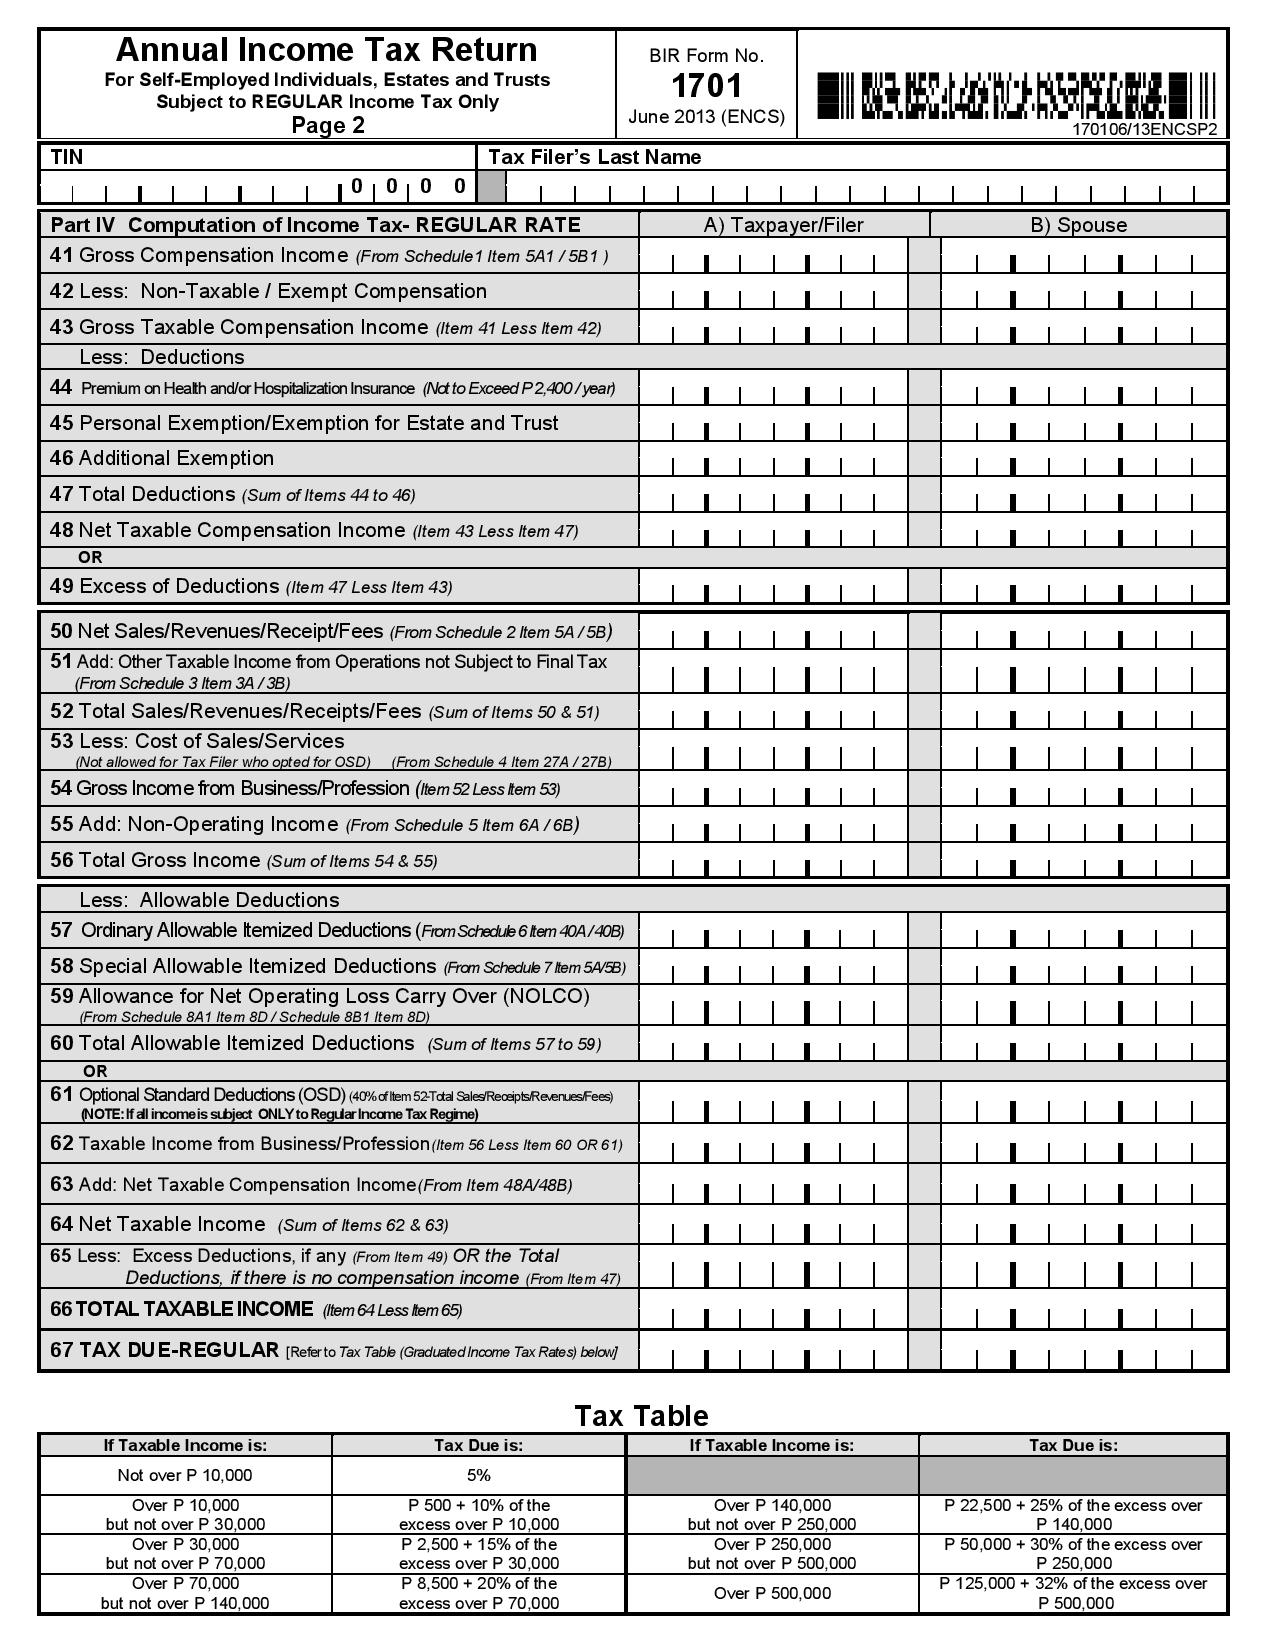 Annual Income Tax Return
For Self-Employed Individuals, Estates and Trusts
Subject to REGULAR Income Tax Only
Page 2
BIR Form No.
1701
June 2013 (ENCS)
170106/13ENCSP2
TIN
Tax Filer's Last Name
0 0 0 0
Part IV Computation of Income Tax- REGULAR RATE A) Taxpayer/Filer B) Spouse
41 Gross Compensation Income (From Schedule1 Item 5A1 / 5B1 )
42 Less: Non-Taxable / Exempt Compensation
43 Gross Taxable Compensation Income (Item 41 Less Item 42)
Less: Deductions
44 Premium on Health and/or Hospitalization Insurance (Not to Exceed P 2,400 / year)
45 Personal Exemption/Exemption for Estate and Trust
46 Additional Exemption
47 Total Deductions (Sum of Items 44 to 46)
48 Net Taxable Compensation Income (Item 43 Less Item 47)
OR
49 Excess of Deductions (Item 47 Less Item 43)
50 Net Sales/Revenues/Receipt/Fees (From Schedule 2 Item 5A / 5B)
51 Add: Other Taxable Income from Operations not Subject to Final Tax
(From Schedule 3 Item 3A / 3B)
52 Total Sales/Revenues/Receipts/Fees (Sum of Items 50 & 51)
53 Less: Cost of Sales/Services
(Not allowed for Tax Filer who opted for OSD) (From Schedule 4 Item 27A / 27B)
54 Gross Income from Business/Profession (Item 52 Less Item 53)
55 Add: Non-Operating Income (From Schedule 5 Item 6A / 6B)
56 Total Gross Income (Sum of Items 54 & 55)
Less: Allowable Deductions
57 Ordinary Allowable Itemized Deductions (From Schedule 6 Item 40A / 40B)
58 Special Allowable Itemized Deductions (From Schedule 7 Item 5A/5B)
59 Allowance for Net Operating Loss Carry Over (NOLCO)
(From Schedule 8A1 Item 8D / Schedule 8B1 Item 8D)
60 Total Allowable Itemized Deductions (Sum of Items 57 to 59)
OR
61 Optional Standard Deductions (OSD) (40% of Item 52-Total Sales/Receipts/Revenues/Fees)
(NOTE: If all income is subject ONLY to Regular Income Tax Regime)
62 Taxable Income from Business/Profession (Item 56 Less Item 60 OR 61)
63 Add: Net Taxable Compensation Income (From Item 48A/48B)
64 Net Taxable Income (Sum of Items 62 & 63)
65 Less: Excess Deductions, if any (From Item 49) OR the Total
Deductions, if there is no compensation income (From Item 47)
66 TOTAL TAXABLE INCOME (Item 64 Less Item 65)
67 TAX DUE-REGULAR [Refer to Tax Table (Graduated Income Tax Rates) below]
Tax Table
If Taxable Income is: Tax Due is: If Taxable Income is: Tax Due is:
Not over P 10,000 5%
Over P 10,000 P 500 + 10% of the Over P 140,000 P 22,500 + 25% of the excess over
but not over P 30,000 excess over P 10,000 but not over P 250,000 P 140,000
Over P 30,000 P 2,500 + 15% of the Over P 250,000 P 50,000 + 30% of the excess over
but not over P 70,000 excess over P 30,000 but not over P 500,000 P 250,000
Over P 70,000 P 8,500 + 20% of the Over P 500,000 P 125,000 + 32% of the excess over
but not over P 140,000 excess over P 70,000 P 500,000